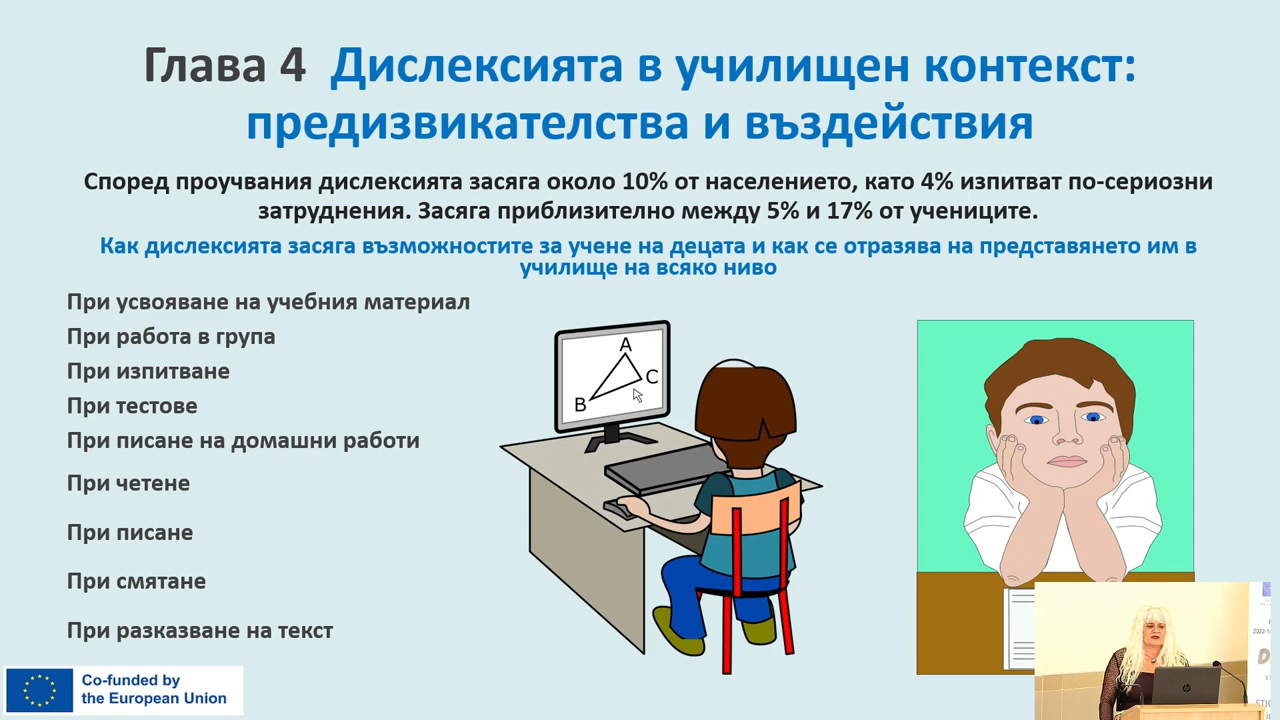 Глава 4 Дислексията в училищен контекст:
предизвикателства и въздействия
Според проучвания дислексията засяга около 10% от населението, като 4% изпитват по-сериозни
затруднения. Засяга приблизително между 5% и 17% от учениците.
Как дислексията засяга възможностите за учене на децата и как се отразява на представянето им в
училище на всяко ниво
При усвояване на учебния материал
При работа в група
При изпитване
При тестове
При писане на домашни работи
При четене
При писане
При смятане
При разказване на текст
A
B
C
Co-funded by
the European Union
hp